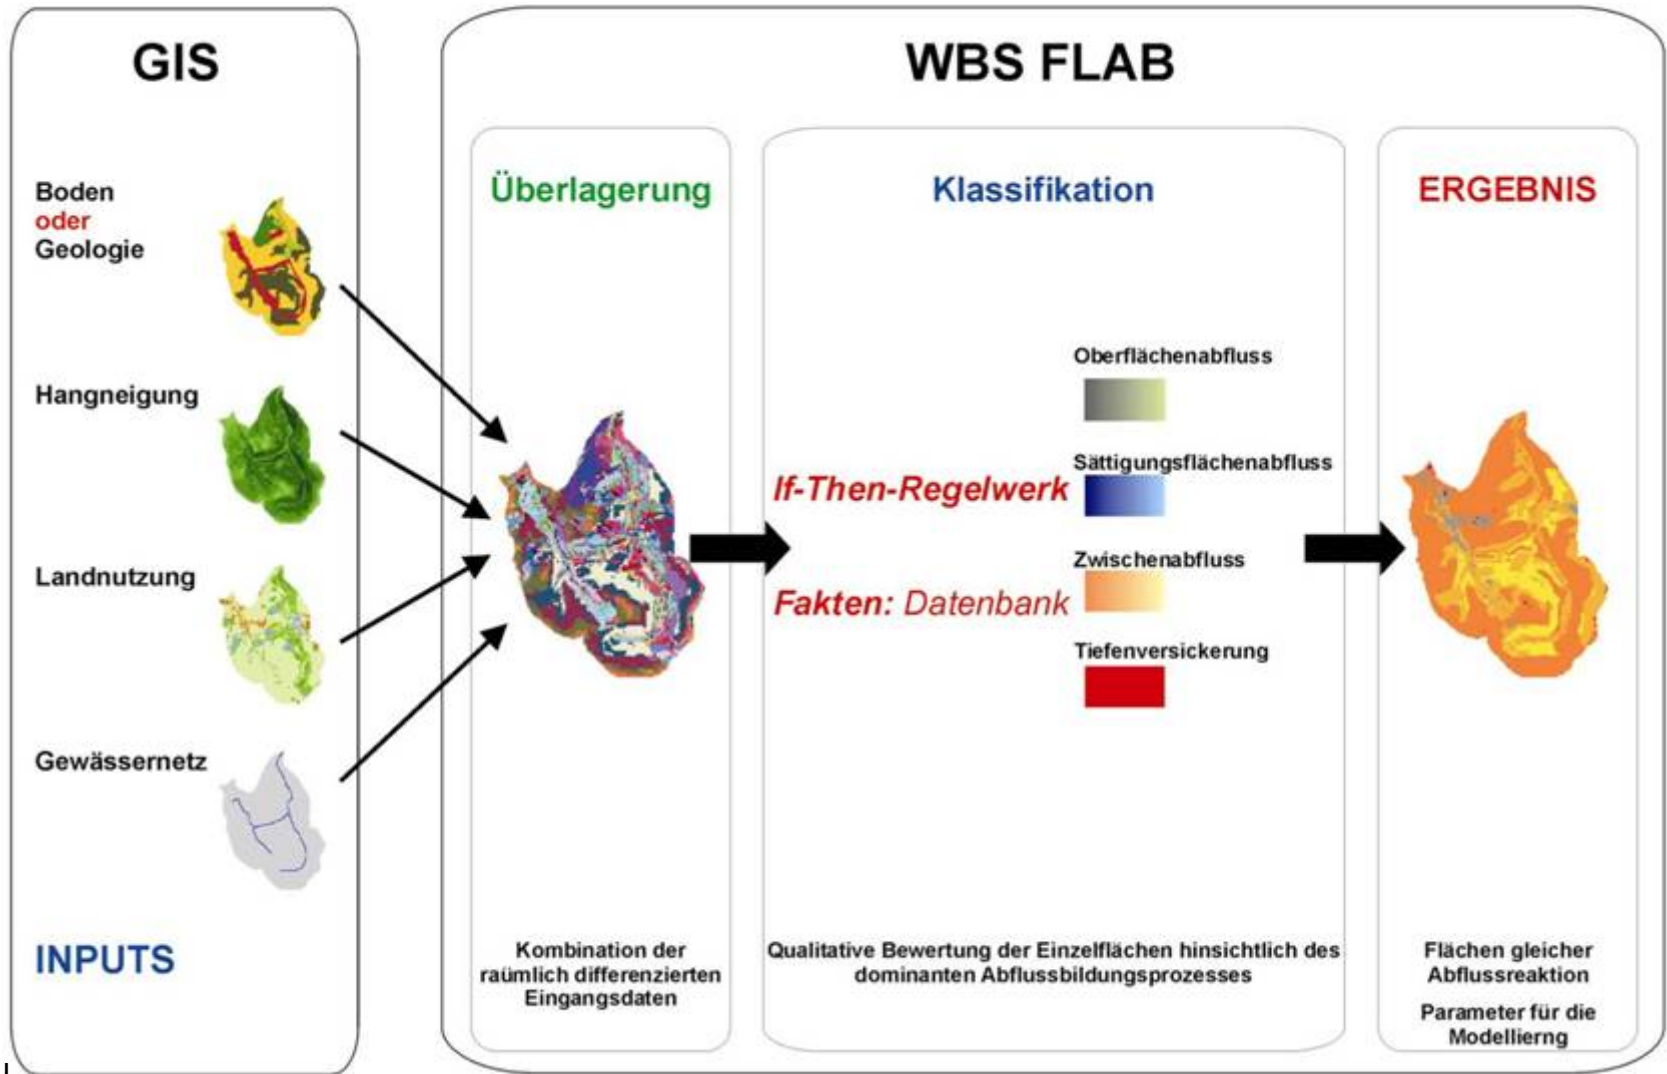 GIS
WBS FLAB
Boden
oder
Geologie
Hangneigung
Landnutzung
Gewässernetz
INPUTS
Überlagerung
Kombination der
raümlich differenzierten
Eingangsdaten
Klassifikation
If-Then-Regelwerk
Fakten: Datenbank
Oberflächenabfluss
Sättigungsflächenabfluss
Zwischenabfluss
Tiefenversickerung
Qualitative Bewertung der Einzelflächen hinsichtlich des
dominanten Abflussbildungsprozesses
ERGEBNIS
Flächen gleicher
Abflussreaktion
Parameter für die
Modellierng